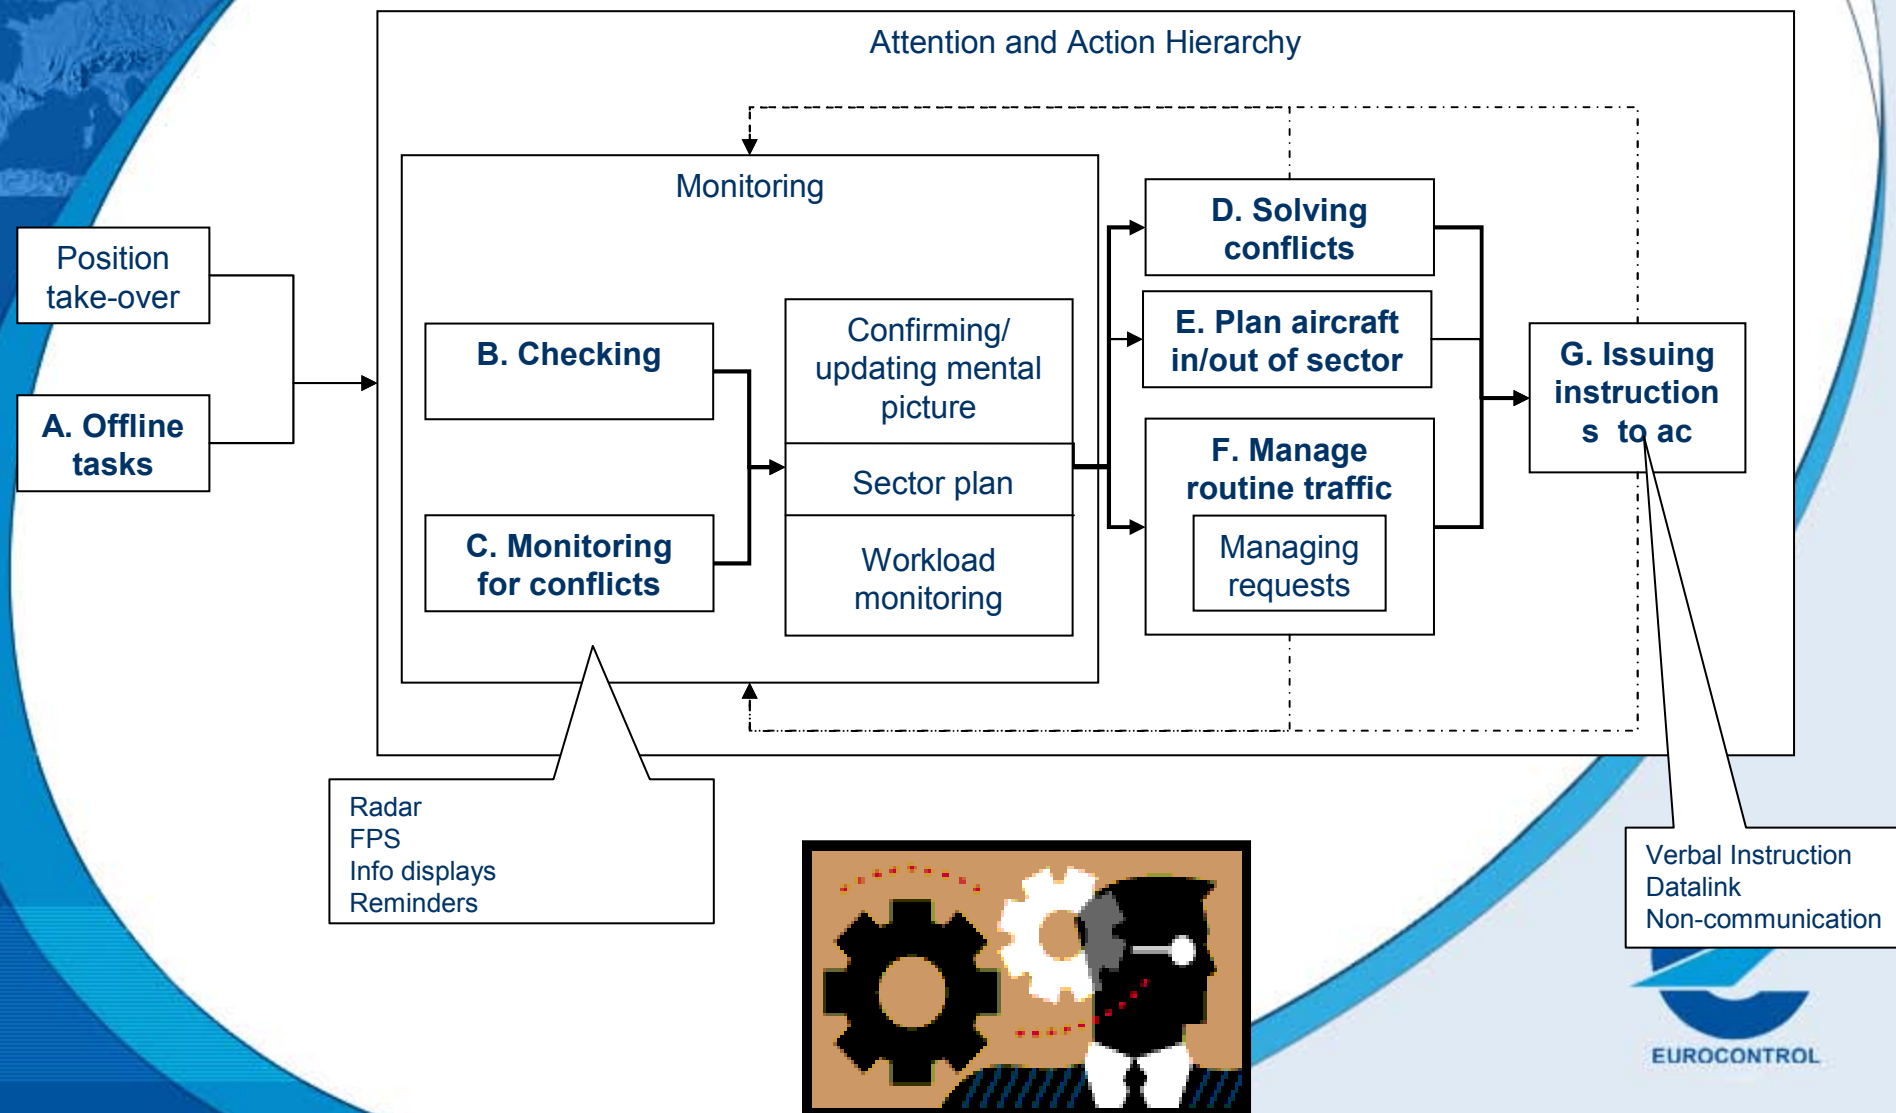 Attention and Action Hierarchy
Monitoring
Position
take-over
A. Offline
tasks
B. Checking
C. Monitoring
for conflicts
Confirming/
updating mental
picture
Sector plan
Workload
monitoring
D. Solving
conflicts
E. Plan aircraft
in/out of sector
F. Manage
routine traffic
Managing
requests
G. Issuing
instruction
s to ac
Radar
FPS
Info displays
Reminders
Verbal Instruction
Datalink
Non-communication
EUROCONTROL